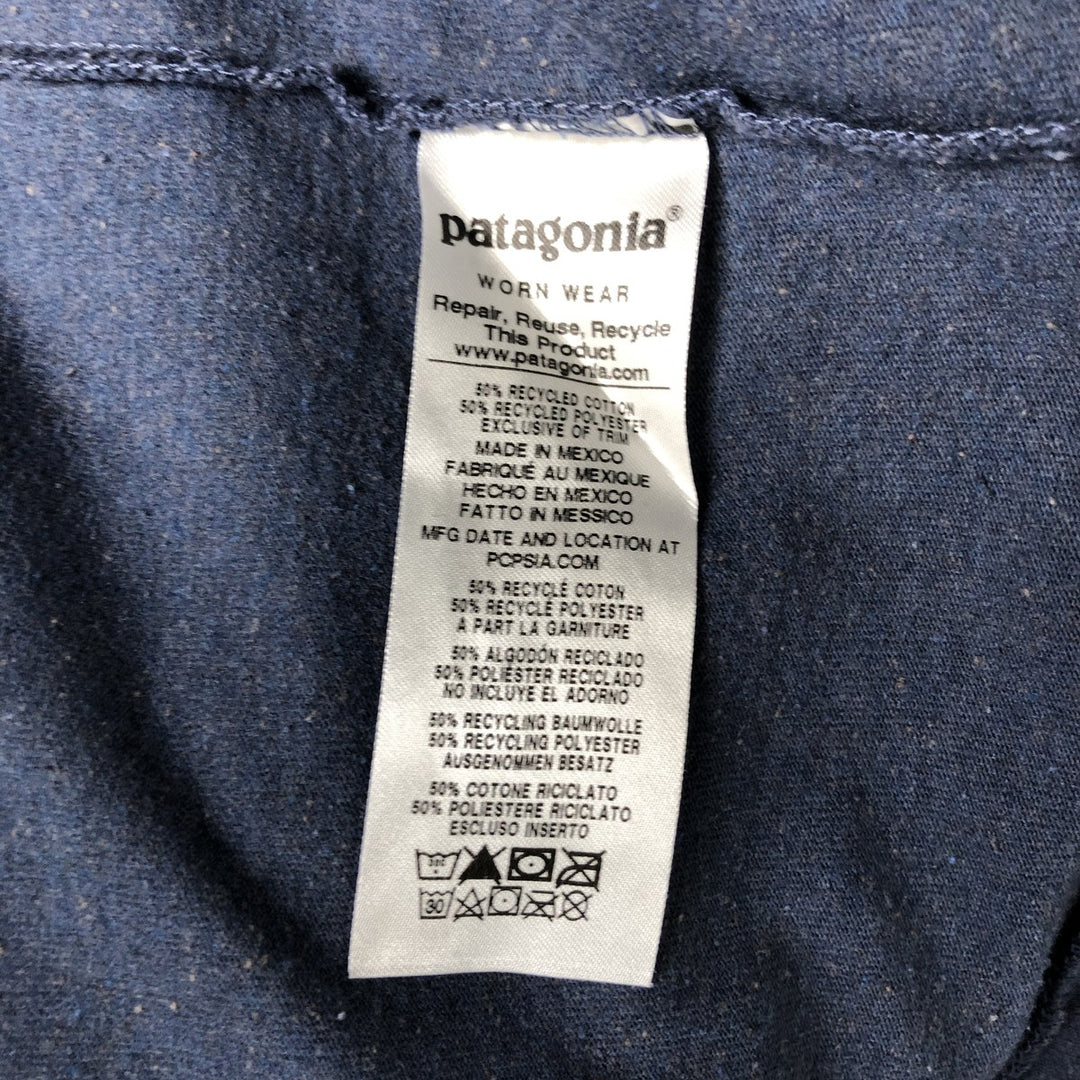 patagonia®
WORN WEAR
Repair, Reuse, Recycle
This Product
www.patagonia.com
50% RECYCLED COTTON
50% RECYCLED POLYESTER
EXCLUSIVE OF TRIM
MADE IN MEXICO
FABRIQUÉ AU MEXIQUE
HECHO EN MEXICO
FATTO IN MESSICO
MFG DATE AND LOCATION AT
PCPSIA.COM
50% RECYCLÉ COTON
50% RECYCLÉ POLYESTER
A PART LA GARNITURE
50% ALGODÓN RECICLADO
50% POLIÉSTER RECICLADO
NO INCLUYE EL ADORNO
50% RECYCLING BAUMWOLLE
50% RECYCLING POLYESTER
AUSGENOMMEN BESATZ
50% COTONE RICICLATO
50% POLIESTERE RICICLATO
ESCLUSO INSERTO
30